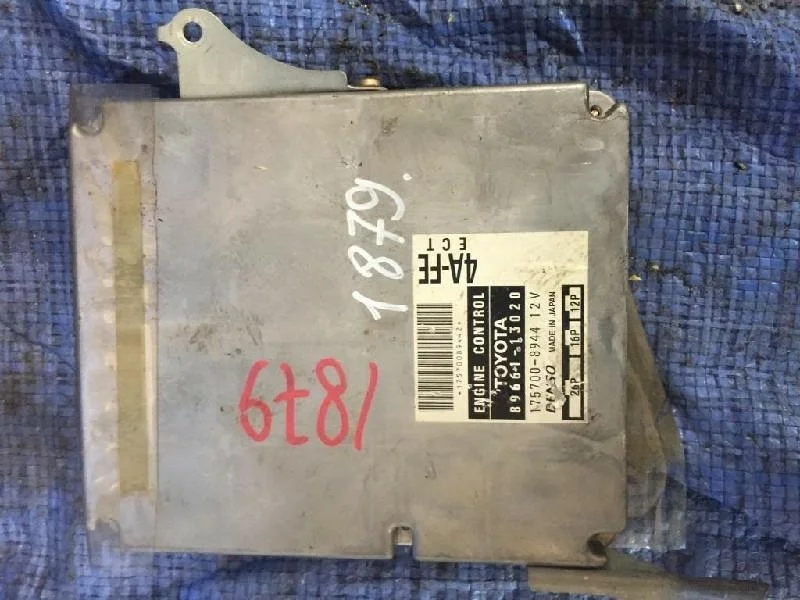 1879.
1879
4A-FE
ECT
*1757008944Z*
ENGINE CONTROL
TOYOTA
89661-13020
175700-8944 12V
DENSO MADE IN JAPAN
26P 16P 12P